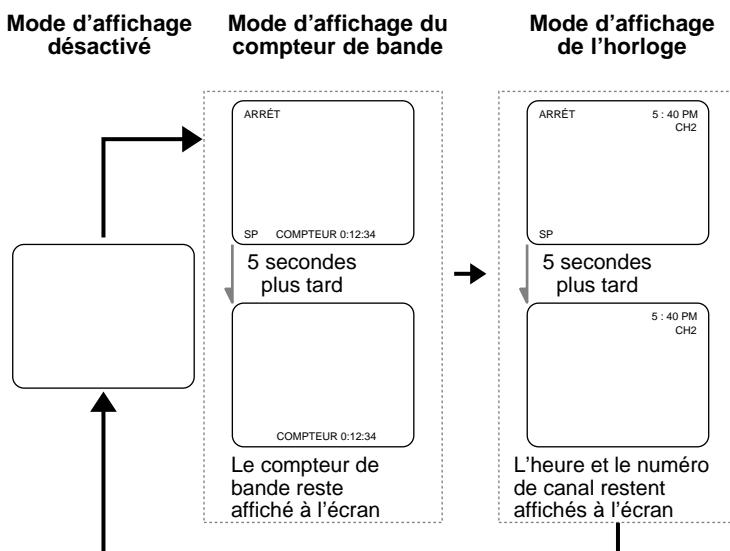 Mode d'affichage
désactivé
Mode d'affichage du
compteur de bande
Mode d'affichage
de l'horloge
ARRÉT
SP COMPTEUR 0:12:34
5 secondes
plus tard
COMPTEUR 0:12:34
Le compteur de
bande reste
affiché à l'écran
ARRÉT 5 : 40 PM
CH2
SP
5 secondes
plus tard
5 : 40 PM
CH2
L'heure et le numéro
de canal restent
affichés à l'écran